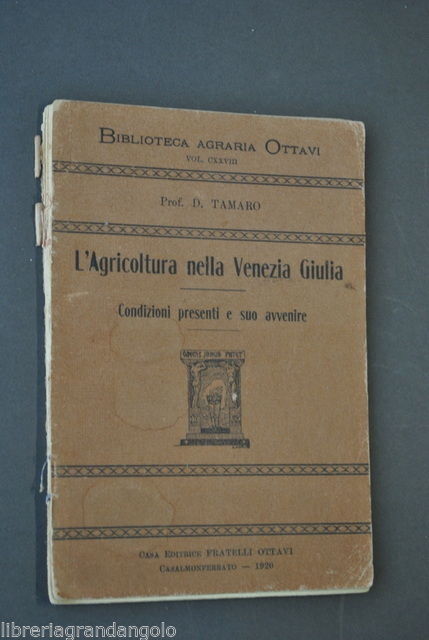 BIBLIOTECA AGRARIA OTTAVI
VOL. CXXVIII
Prof. D. TAMARO
L'Agricoltura nella Venezia Giulia
Condizioni presenti e suo avvenire
CASA EDITRICE FRATELLI OTTAVI
CASALMONFERRATO — 1920
libreriagrandangolo